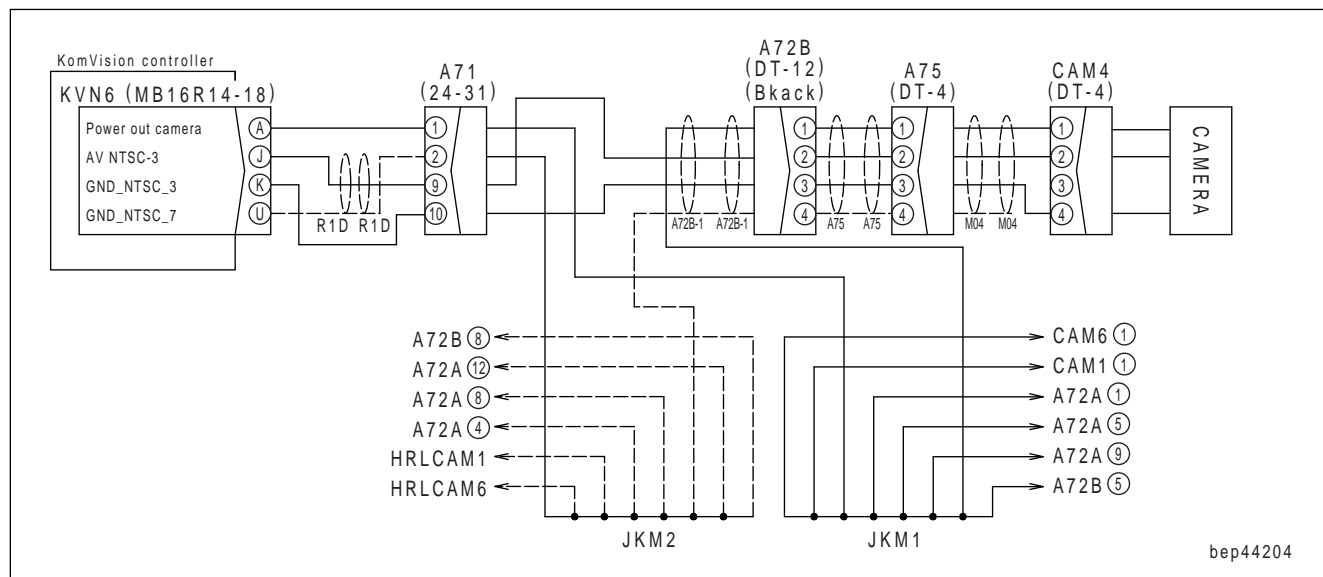 KomVision controller
KVN6 (MB16R14-18)
Power out camera
AV NTSC-3
GND_NTSC_3
GND_NTSC_7
A
J
K
U
R1D R1D
A71
(24-31)
1
2
9
10
A72B-1 A72B-1
A72B
(DT-12)
(Bkack)
1
2
3
4
A75 A75
A75
(DT-4)
1
2
3
4
M04 M04
CAM4
(DT-4)
1
2
3
4
CAMERA
A72B 8
A72A 12
A72A 8
A72A 4
HRLCAM1
HRLCAM6
JKM2
CAM6 1
CAM1 1
A72A 1
A72A 5
A72A 9
A72B 5
JKM1
bep44204